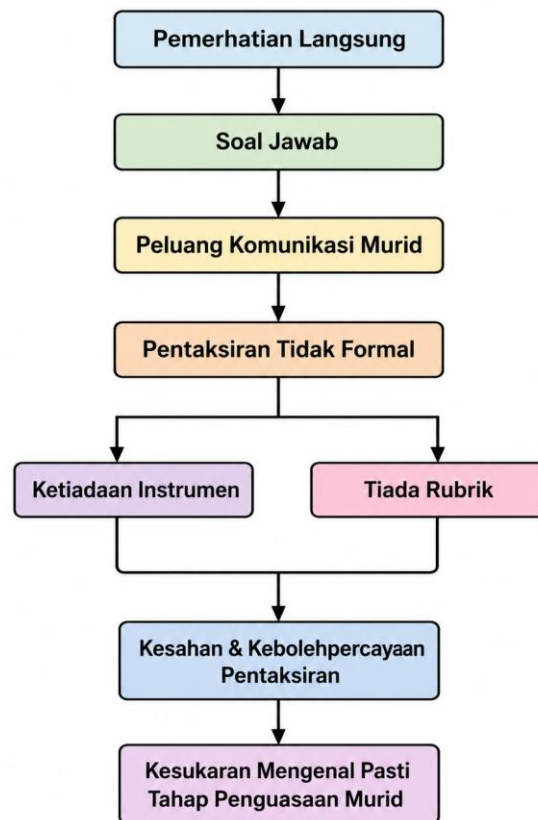 Pemerhatian Langsung
Soal Jawab
Peluang Komunikasi Murid
Pentaksiran Tidak Formal
Ketiadaan Instrumen
Tiada Rubrik
Kesahan & Kebolehpercayaan
Pentaksiran
Kesukaran Mengenal Pasti
Tahap Penguasaan Murid